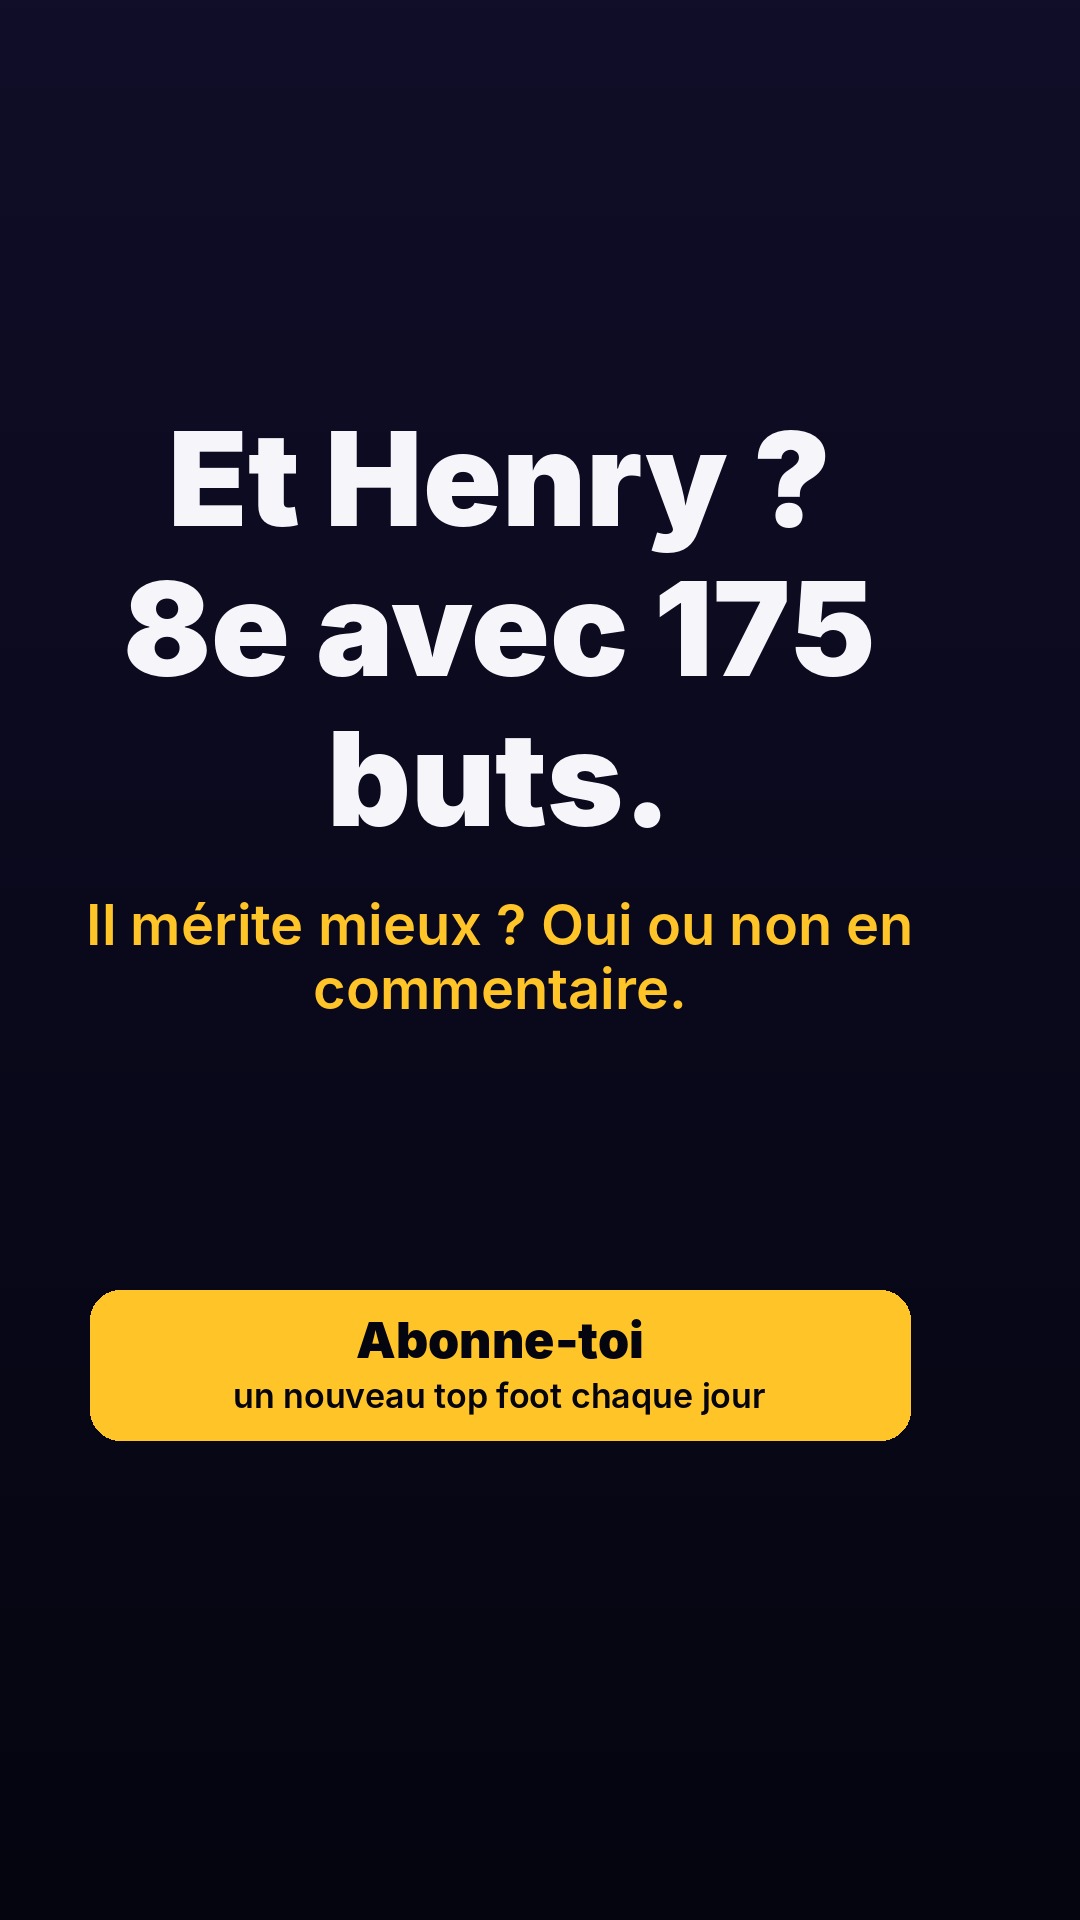 Et Henry ?
8e avec 175
buts.
Il mérite mieux ? Oui ou non en
commentaire.
Abonne-toi
un nouveau top foot chaque jour